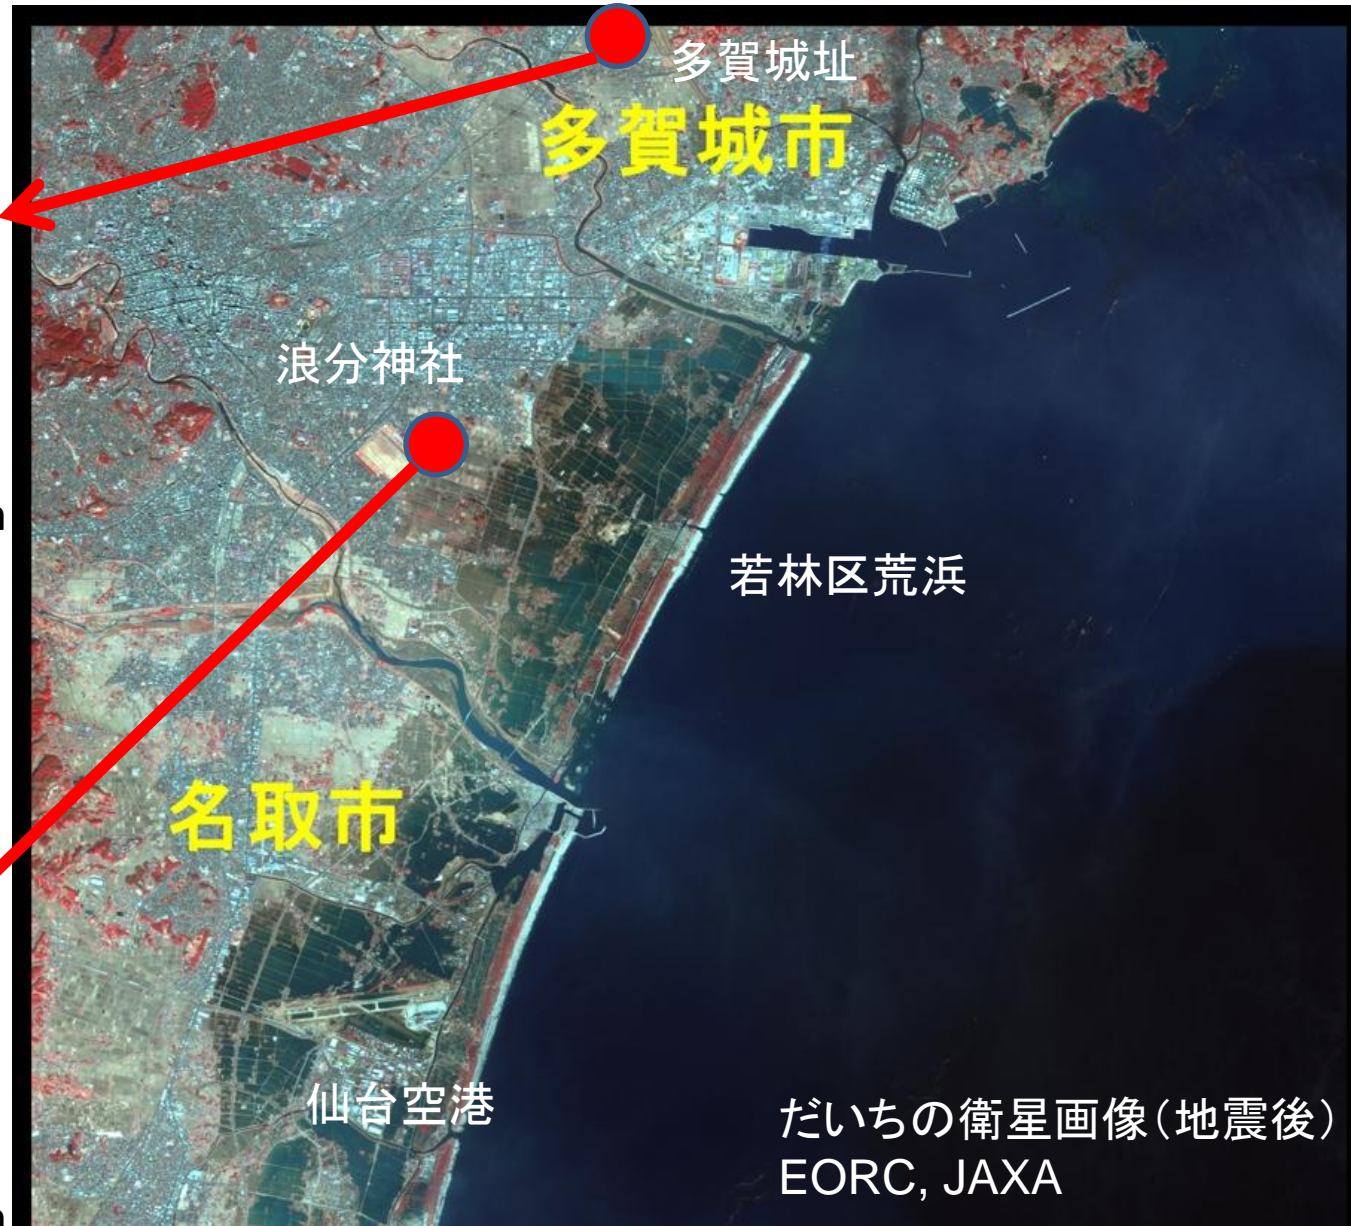 多賀城址
多賀城市
浪分神社
若林区荒浜
名取市
仙台空港
だいちの衛星画像（地震後）
EORC, JAXA